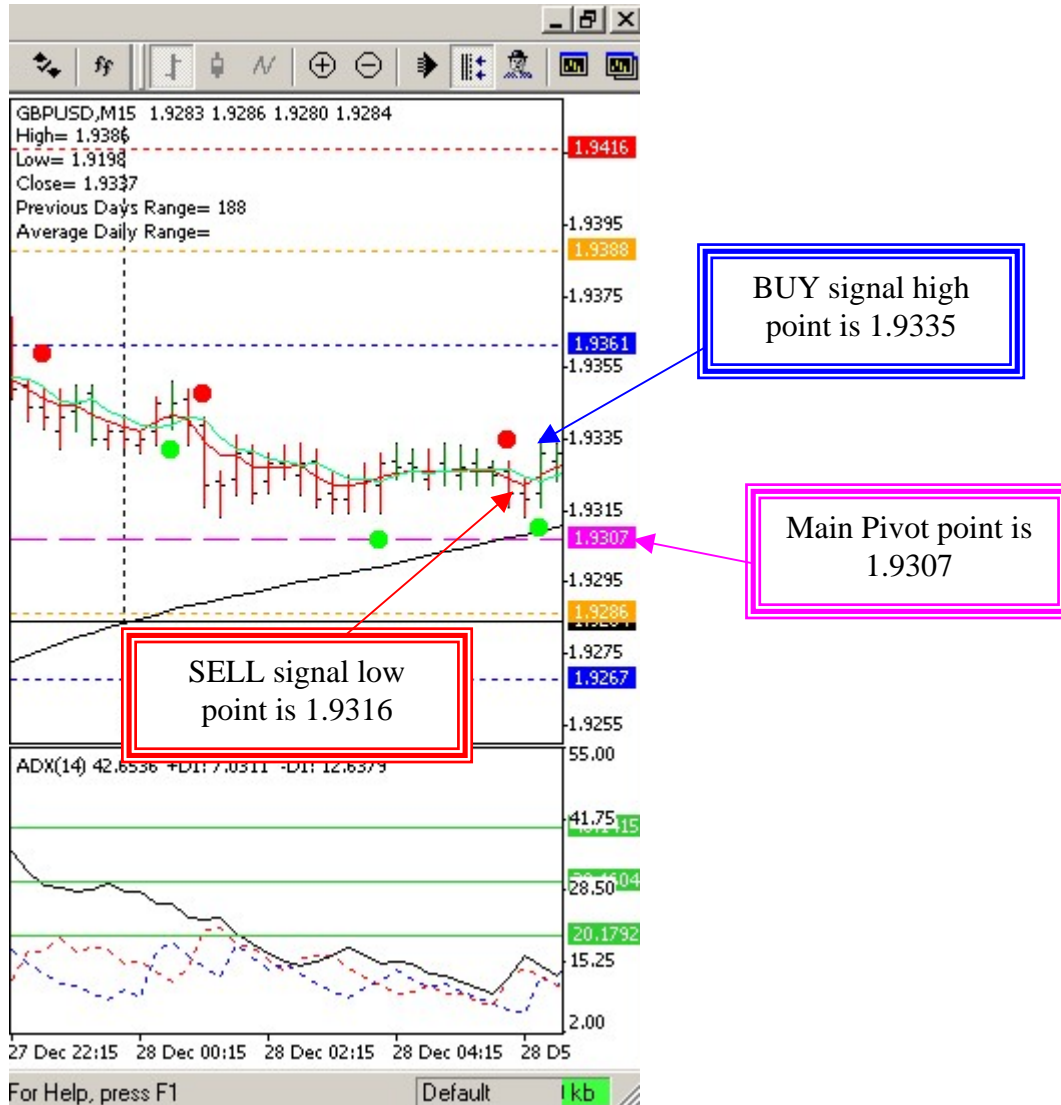 GBPUSD,M15 1.9283 1.9286 1.9280 1.9284
High= 1.9386
Low= 1.9198
Close= 1.9337
Previous Days Range= 188
Average Daily Range=
1.9416
1.9395
1.9388
1.9375
1.9361
1.9355
1.9335
1.9315
1.9307
1.9295
1.9286
1.9275
1.9267
1.9255
BUY signal high
point is 1.9335
Main Pivot point is
1.9307
SELL signal low
point is 1.9316
ADX(14) 42.6536 +D1: 7.0311 -D1: 12.6379
55.00
41.75
28.50
20.1792
15.25
2.00
27 Dec 22:15 28 Dec 00:15 28 Dec 02:15 28 Dec 04:15 28 D5
For Help, press F1 Default kb